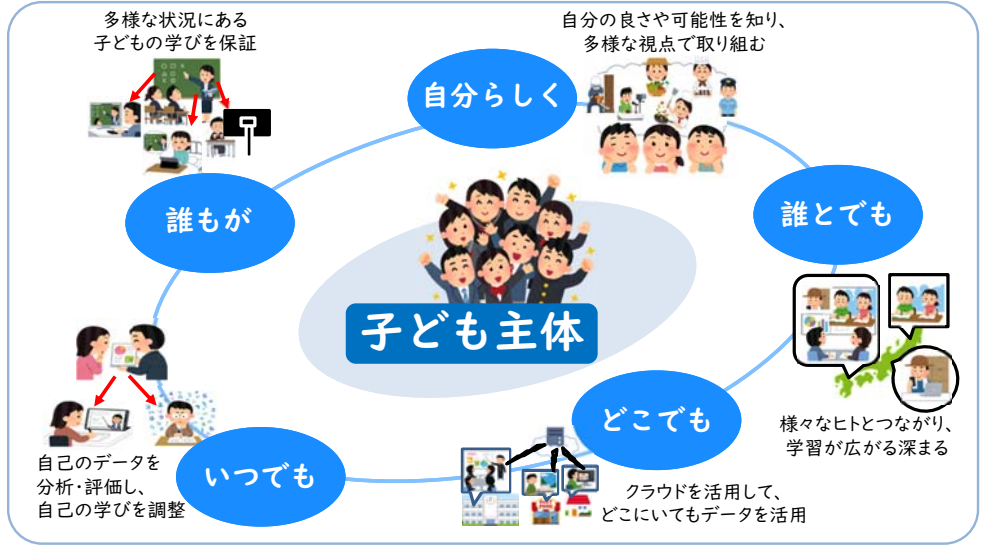 多様な状況にある
子どもの学びを保証
自分の良さや可能性を知り、
多様な視点で取り組む
自分らしく
誰もが
誰とでも
子ども主体
どこでも
いつでも
様々なヒトとつながり、
学習が広がる深まる
自己のデータを
分析・評価し、
自己の学びを調整
クラウドを活用して、
どこにいてもデータを活用